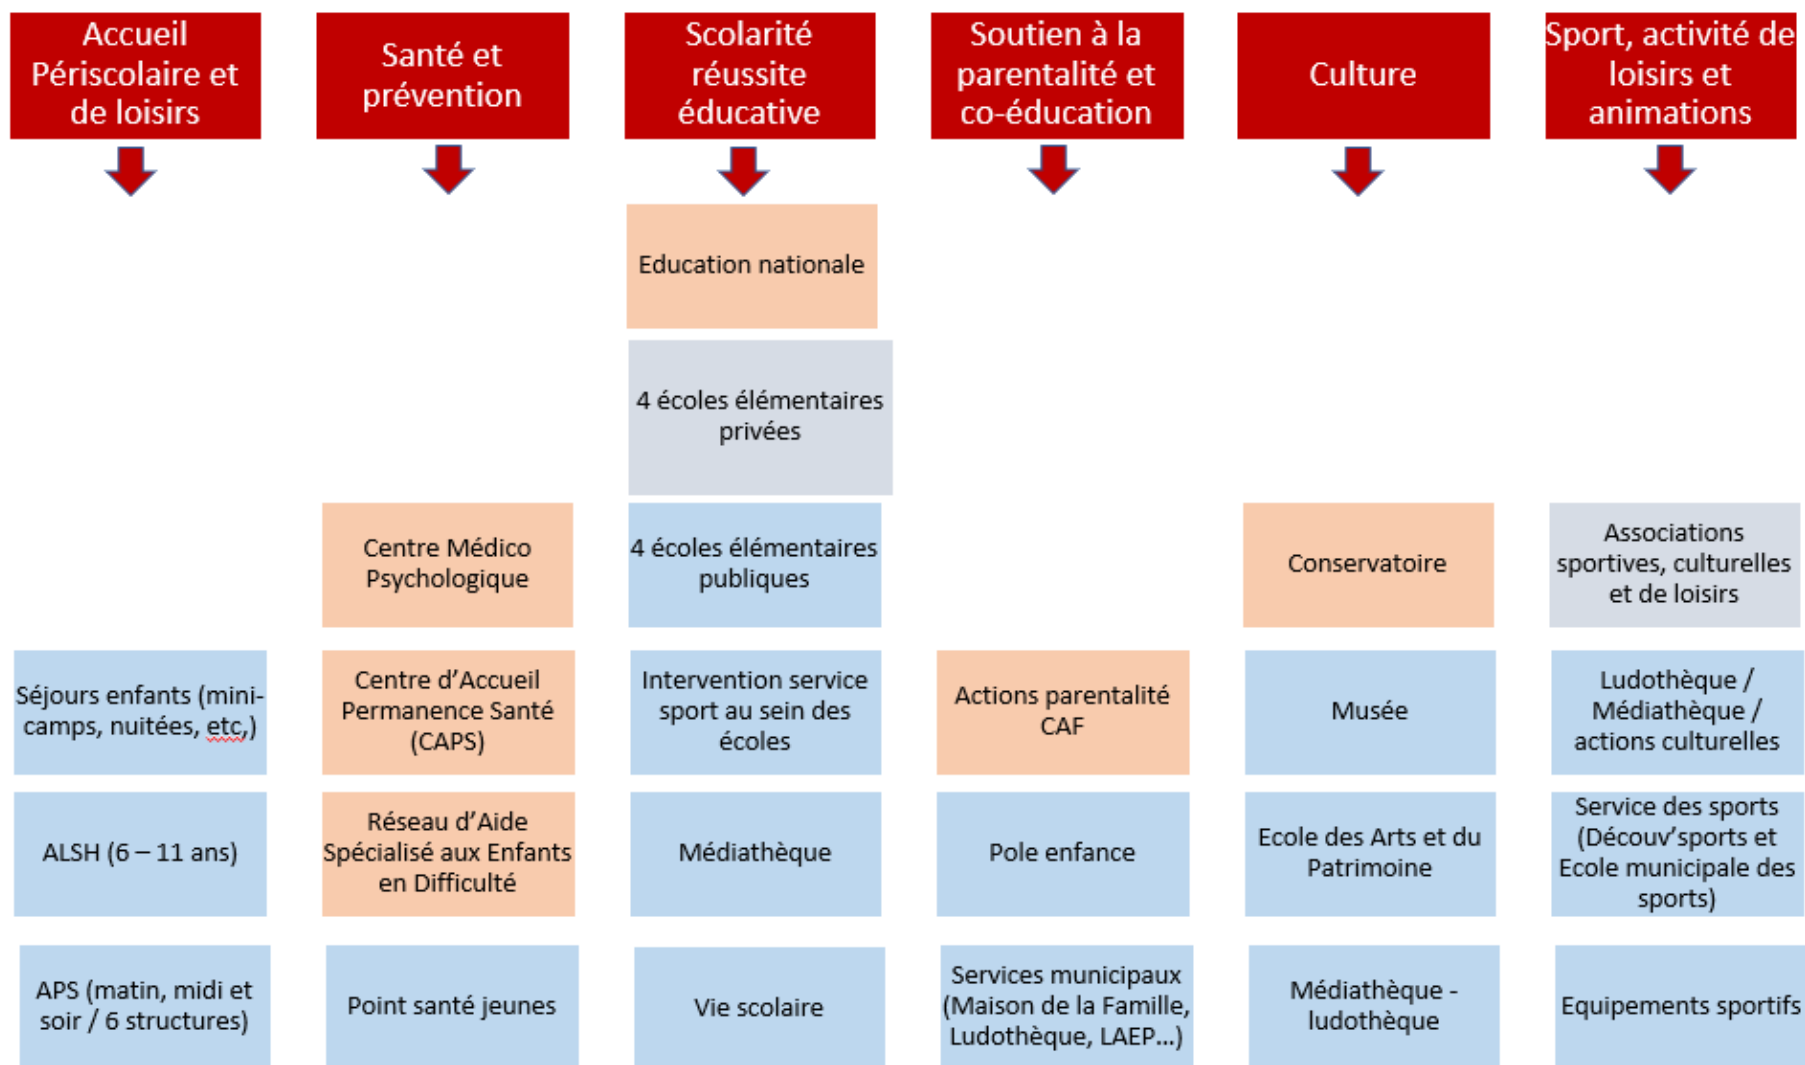 Accueil
Périscolaire et
de loisirs
Santé et
prévention
Scolarité
réussite
éducative
Soutien à la
parentalité et
co-éducation
Culture
Sport, activité de
loisirs et
animations
Education nationale
4 écoles élémentaires
privées
Centre Médico
Psychologique
4 écoles élémentaires
publiques
Conservatoire
Associations
sportives, culturelles
et de loisirs
Séjours enfants (mini-
camps, nuitées, etc,)
Centre d'Accueil
Permanence Santé
(CAPS)
Intervention service
sport au sein des
écoles
Actions parentalité
CAF
Musée
Ludothèque /
Médiathèque /
actions culturelles
ALSH (6 – 11 ans)
Réseau d'Aide
Spécialisé aux Enfants
en Difficulté
Médiathèque
Pole enfance
Ecole des Arts et du
Patrimoine
Service des sports
(Découv'sports et
Ecole municipale des
sports)
APS (matin, midi et
soir / 6 structures)
Point santé jeunes
Vie scolaire
Services municipaux
(Maison de la Famille,
Ludothèque, LAEP...)
Médiathèque -
ludothèque
Equipements sportifs